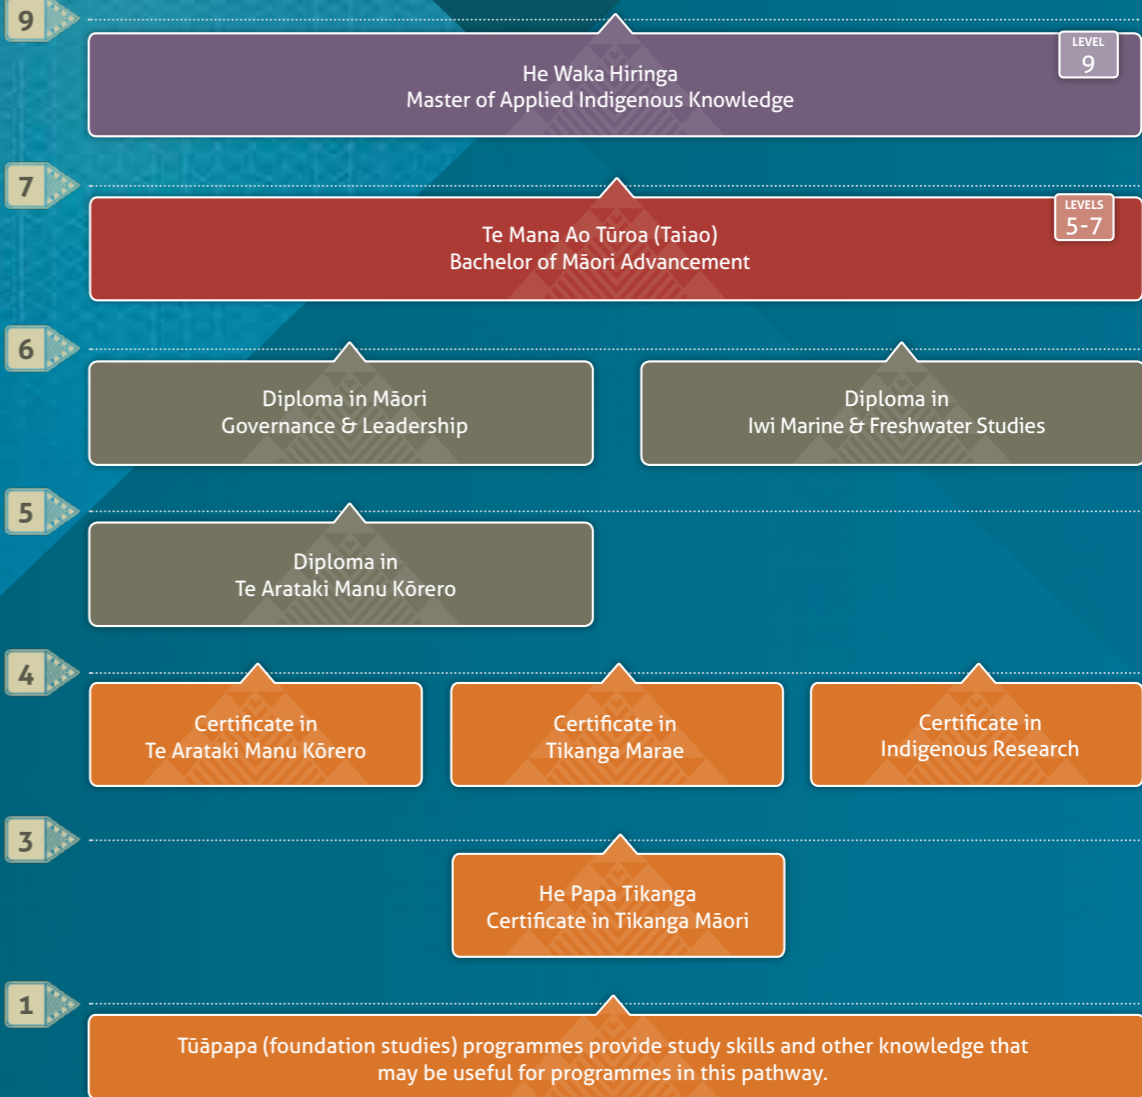 9
LEVEL
9
He Waka Hiringa
Master of Applied Indigenous Knowledge
7
LEVELS
5-7
Te Mana Ao Tūroa (Taiao)
Bachelor of Māori Advancement
6
Diploma in Māori
Governance & Leadership
Diploma in
Iwi Marine & Freshwater Studies
5
Diploma in
Te Arataki Manu Kōrero
4
Certificate in
Te Arataki Manu Kōrero
Certificate in
Tikanga Marae
Certificate in
Indigenous Research
3
He Papa Tikanga
Certificate in Tikanga Māori
1
Tūāpapa (foundation studies) programmes provide study skills and other knowledge that
may be useful for programmes in this pathway.